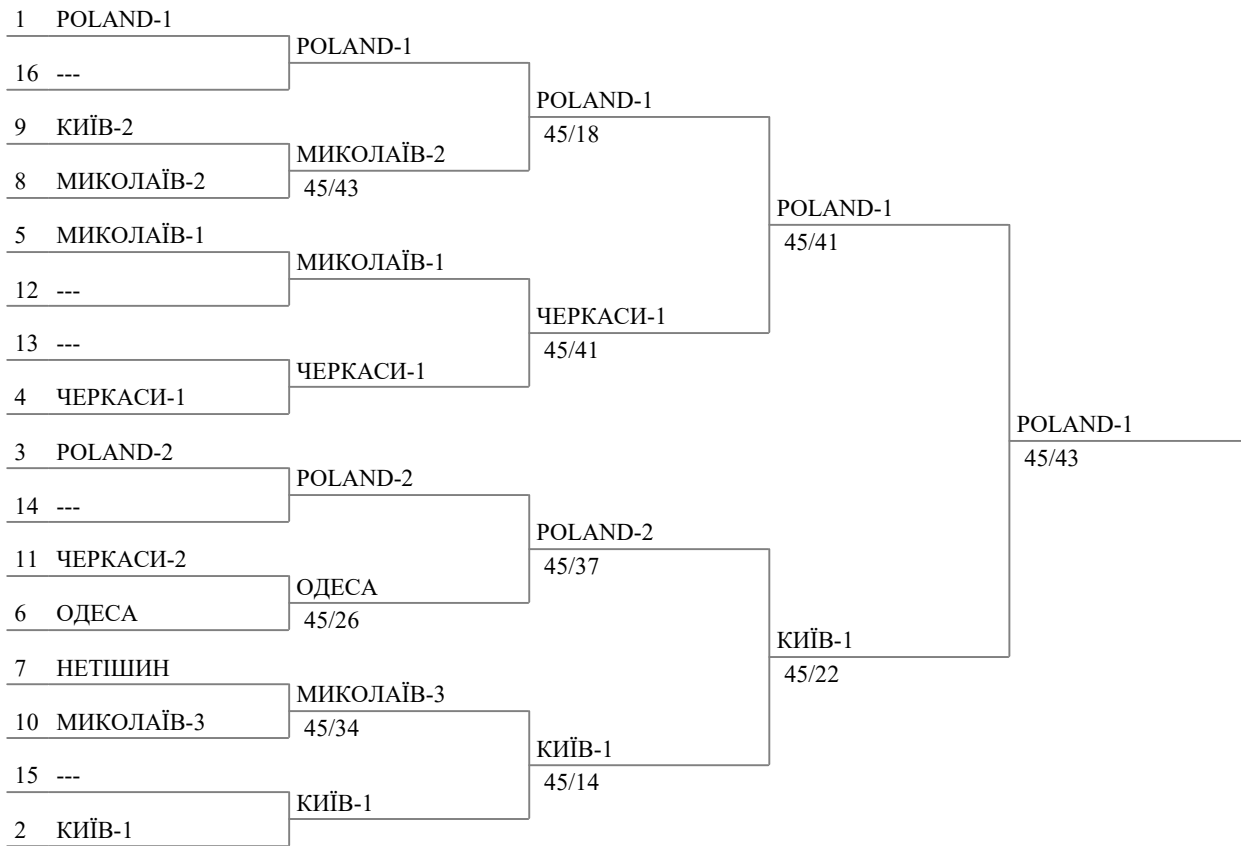 1 POLAND-1
16 ---
9 КИЇВ-2
8 МИКОЛАЇВ-2
5 МИКОЛАЇВ-1
12 ---
13 ---
4 ЧЕРКАСИ-1
3 POLAND-2
14 ---
11 ЧЕРКАСИ-2
6 ОДЕСА
7 НЕТІШИН
10 МИКОЛАЇВ-3
15 ---
2 КИЇВ-1
POLAND-1
МИКОЛАЇВ-2
45/43
МИКОЛАЇВ-1
ЧЕРКАСИ-1
POLAND-2
ОДЕСА
45/26
МИКОЛАЇВ-3
45/34
КИЇВ-1
POLAND-1
45/18
ЧЕРКАСИ-1
45/41
POLAND-2
45/37
КИЇВ-1
45/14
POLAND-1
45/41
КИЇВ-1
45/22
POLAND-1
45/43